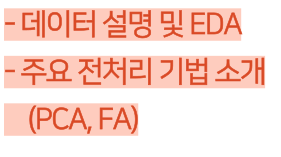 - 데이터 설명 및 EDA
- 주요 전처리 기법 소개
(PCA, FA)